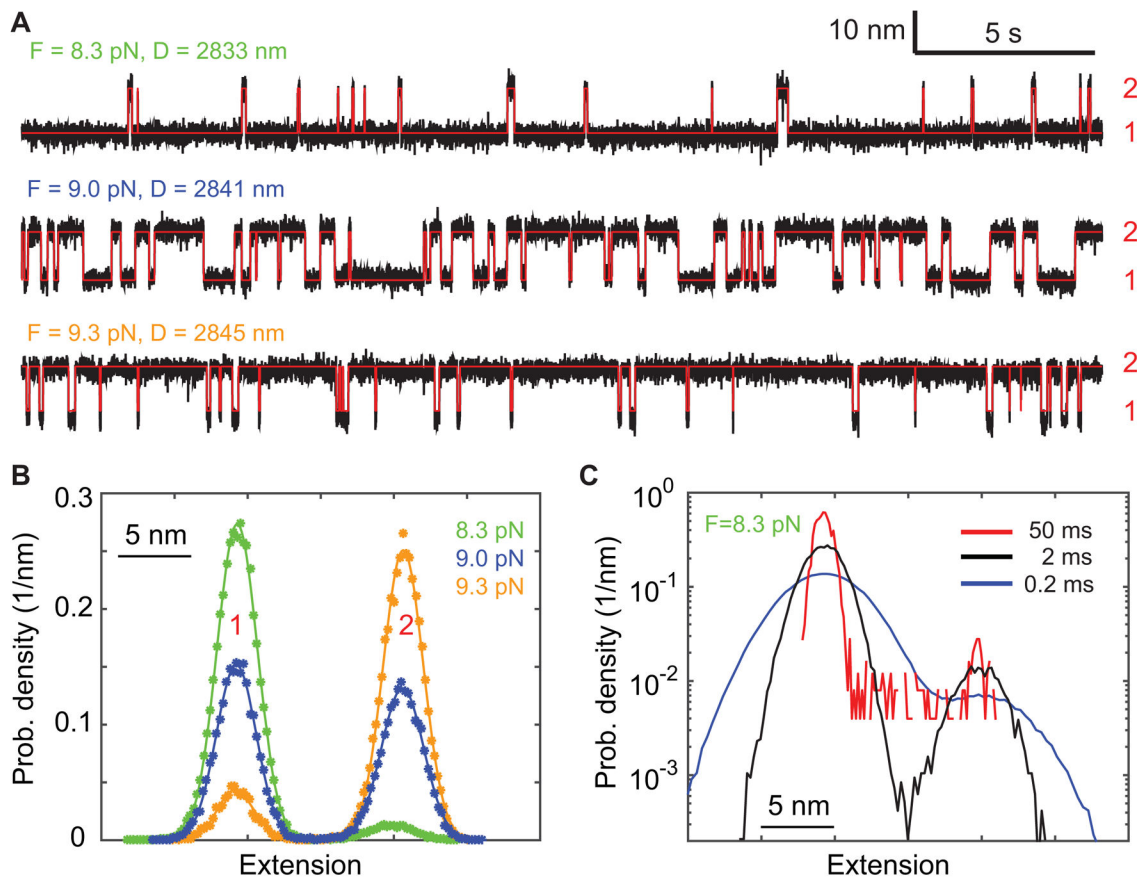 A
F = 8.3 pN, D = 2833 nm
10 nm
5 s
2
1
F = 9.0 pN, D = 2841 nm
2
1
F = 9.3 pN, D = 2845 nm
2
1
B
Prob. density (1/nm)
0.3
0.2
0.1
0
5 nm
8.3 pN
9.0 pN
9.3 pN
1
2
Extension
C
Prob. density (1/nm)
10⁰
10⁻¹
10⁻²
10⁻³
F=8.3 pN
50 ms
2 ms
0.2 ms
5 nm
Extension